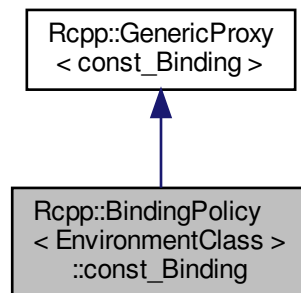 Rcpp::GenericProxy
< const_Binding >
Rcpp::BindingPolicy
< EnvironmentClass >
::const_Binding